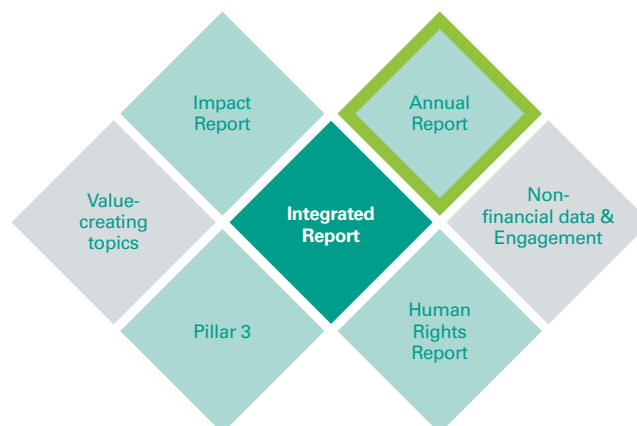 Impact
Report
Annual
Report
Value-
creating
topics
Integrated
Report
Non-
financial data &
Engagement
Pillar 3
Human
Rights
Report